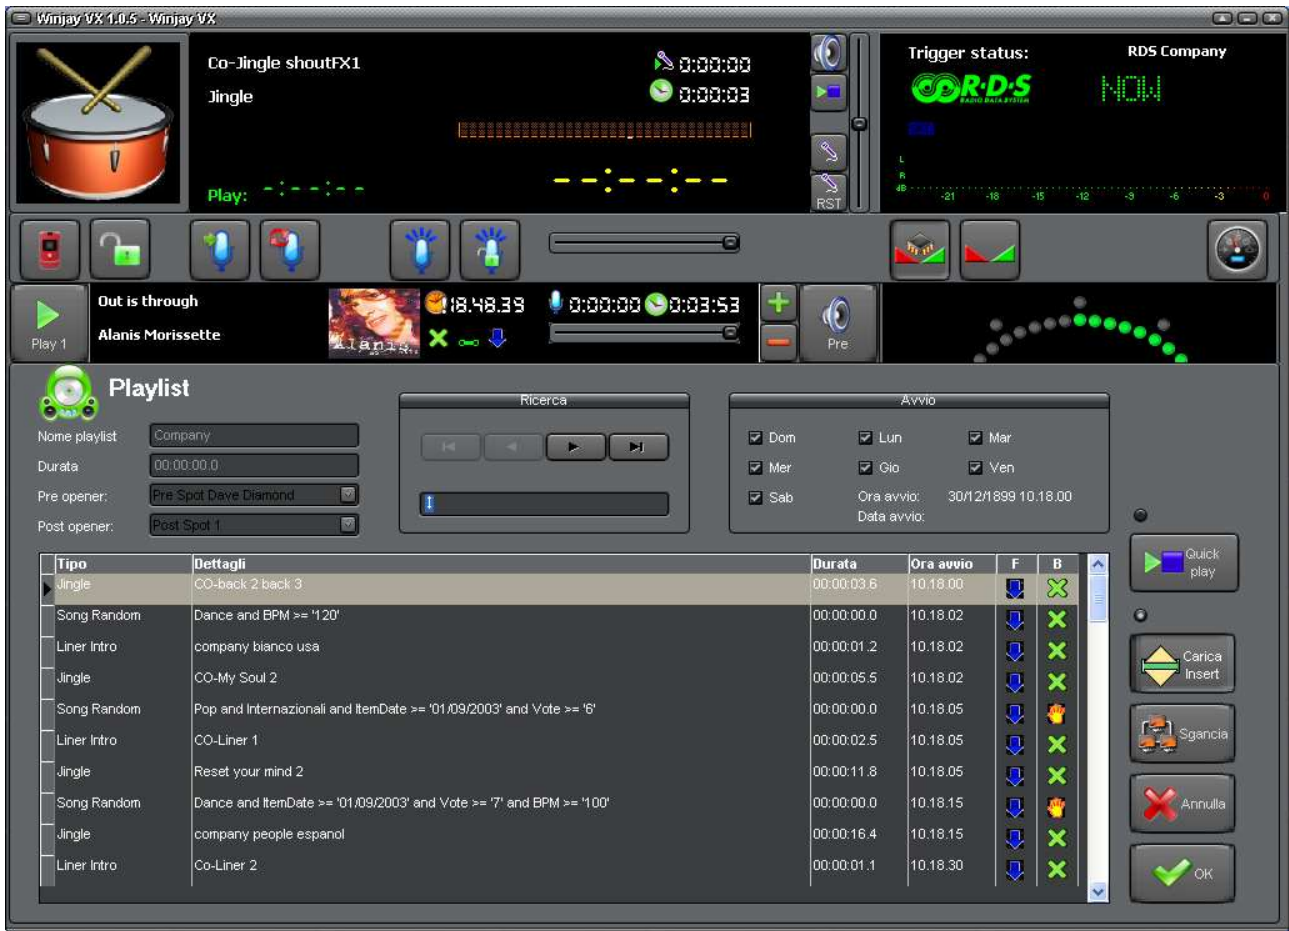 Winjay VX 1.0.5 - Winjay VX
Co-Jingle shoutFX1
0:00:00
Jingle
0:00:03
Play: --:--:--
--:--:--
RST
Trigger status:
RDS Company
R·D·S
RADIO DATA SYSTEM
NOW
L
R
dB -21 -18 -15 -12 -9 -6 -3 0
Play 1
Out is through
Alanis Morissette
Alanis
18.48.39
0:00:00
0:03:53
Pre
Playlist
Nome playlist Company
Durata 00:00:00.0
Pre opener: Pre Spot Dave Diamond
Post opener: Post Spot 1
Ricerca
Avvio
Dom Lun Mar
Mer Gio Ven
Sab Ora avvio: 30/12/1899 10.18.00
Data avvio:
Tipo Dettagli Durata Ora avvio F B
Jingle CO-back 2 back 3 00:00:03.6 10.18.00
Song Random Dance and BPM >= '120' 00:00:00.0 10.18.02
Liner Intro company bianco usa 00:00:01.2 10.18.02
Jingle CO-My Soul 2 00:00:05.5 10.18.02
Song Random Pop and Internazionali and ItemDate >= '01/09/2003' and Vote >= '6' 00:00:00.0 10.18.05
Liner Intro CO-Liner 1 00:00:02.5 10.18.05
Jingle Reset your mind 2 00:00:11.8 10.18.05
Song Random Dance and ItemDate >= '01/09/2003' and Vote >= '7' and BPM >= '100' 00:00:00.0 10.18.15
Jingle company people espanol 00:00:16.4 10.18.15
Liner Intro Co-Liner 2 00:00:01.1 10.18.30
Quick play
Carica Insert
Sgancia
Annulla
OK